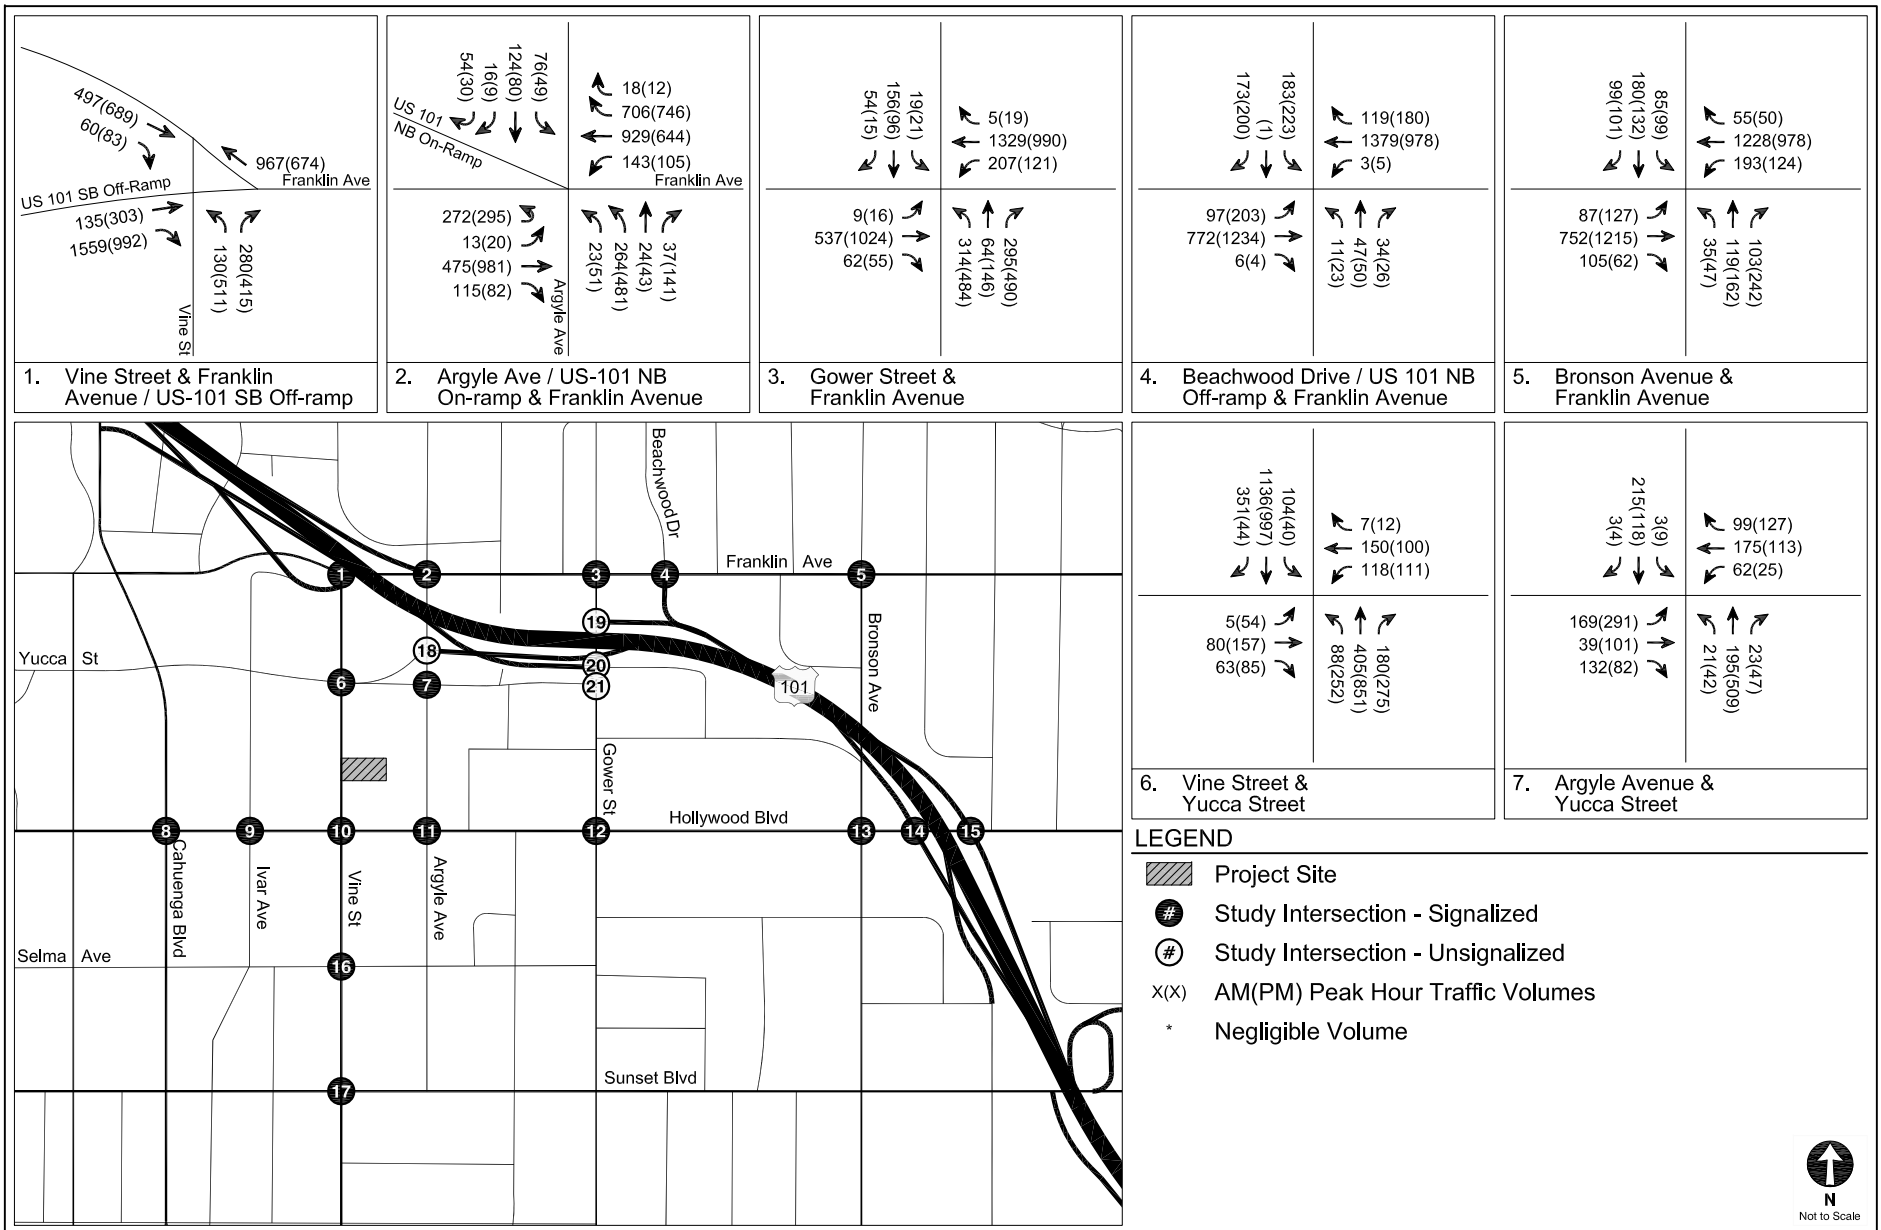 497(689)
60(83)
967(674)
Franklin Ave
US 101 SB Off-Ramp
135(303)
1559(992)
130(511)
280(415)
Vine St
1. Vine Street & Franklin
Avenue / US-101 SB Off-ramp
54(30)
16(9)
124(80)
76(49)
18(12)
706(746)
929(644)
143(105)
US 101
NB On-Ramp
Franklin Ave
272(295)
13(20)
475(981)
115(82)
23(51)
264(481)
24(43)
37(141)
Argyle Ave
2. Argyle Ave / US-101 NB
On-ramp & Franklin Avenue
54(15)
156(96)
19(21)
5(19)
1329(990)
207(121)
9(16)
537(1024)
62(55)
314(484)
64(146)
295(490)
3. Gower Street &
Franklin Avenue
173(200)
(1)
183(223)
119(180)
1379(978)
3(5)
97(203)
772(1234)
6(4)
11(23)
47(50)
34(26)
4. Beachwood Drive / US 101 NB
Off-ramp & Franklin Avenue
99(101)
180(132)
85(99)
55(50)
1228(978)
193(124)
87(127)
752(1215)
105(62)
35(47)
119(162)
103(242)
5. Bronson Avenue &
Franklin Avenue
Beachwood Dr
Franklin Ave
1
2
3
4
5
19
18
20
21
6
7
Yucca St
101
Bronson Ave
Gower St
Hollywood Blvd
8
9
10
11
12
13
14
15
Cahuenga Blvd
Ivar Ave
Vine St
Argyle Ave
Selma Ave
16
Sunset Blvd
17
351(44)
1136(997)
104(40)
7(12)
150(100)
118(111)
5(54)
80(157)
63(85)
88(252)
405(851)
180(275)
6. Vine Street &
Yucca Street
3(4)
215(118)
3(9)
99(127)
175(113)
62(25)
169(291)
39(101)
132(82)
21(42)
195(509)
23(47)
7. Argyle Avenue &
Yucca Street
LEGEND
Project Site
# Study Intersection - Signalized
# Study Intersection - Unsignalized
X(X) AM(PM) Peak Hour Traffic Volumes
* Negligible Volume
N
Not to Scale